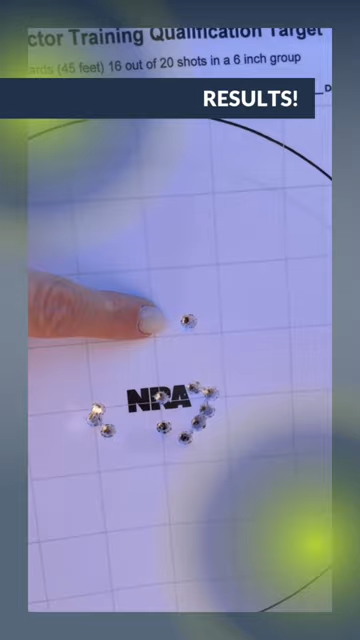 ctor Training Qualification Target
ards (45 feet) 16 out of 20 shots in a 6 inch group
RESULTS!
D
NRA